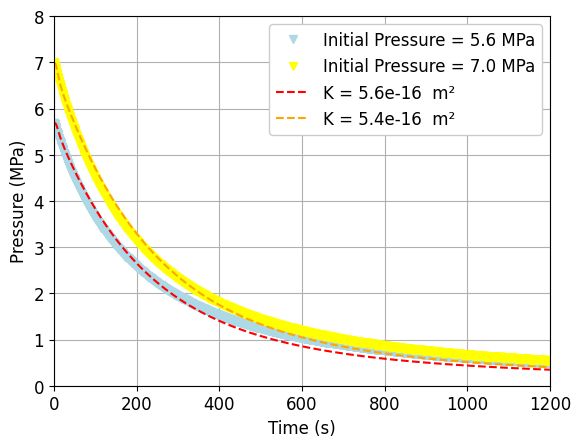 Initial Pressure = 5.6 MPa
Initial Pressure = 7.0 MPa
K = 5.6e-16 m²
K = 5.4e-16 m²
Pressure (MPa)
8
7
6
5
4
3
2
1
0
0 200 400 600 800 1000 1200
Time (s)